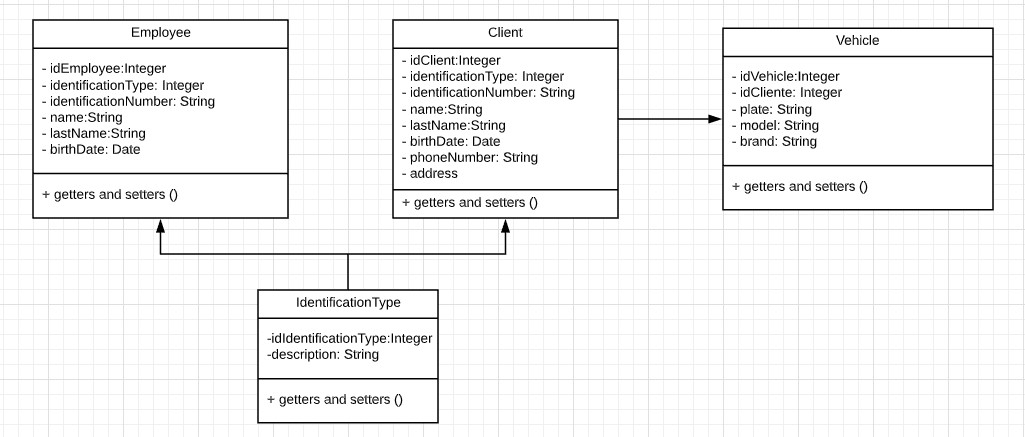 Employee
- idEmployee:Integer
- identificationType: Integer
- identificationNumber: String
- name:String
- lastName:String
- birthDate: Date
+ getters and setters ()
Client
- idClient:Integer
- identificationType: Integer
- identificationNumber: String
- name:String
- lastName:String
- birthDate: Date
- phoneNumber: String
- address
+ getters and setters ()
Vehicle
- idVehicle:Integer
- idCliente: Integer
- plate: String
- model: String
- brand: String
+ getters and setters ()
IdentificationType
-idIdentificationType:Integer
-description: String
+ getters and setters ()